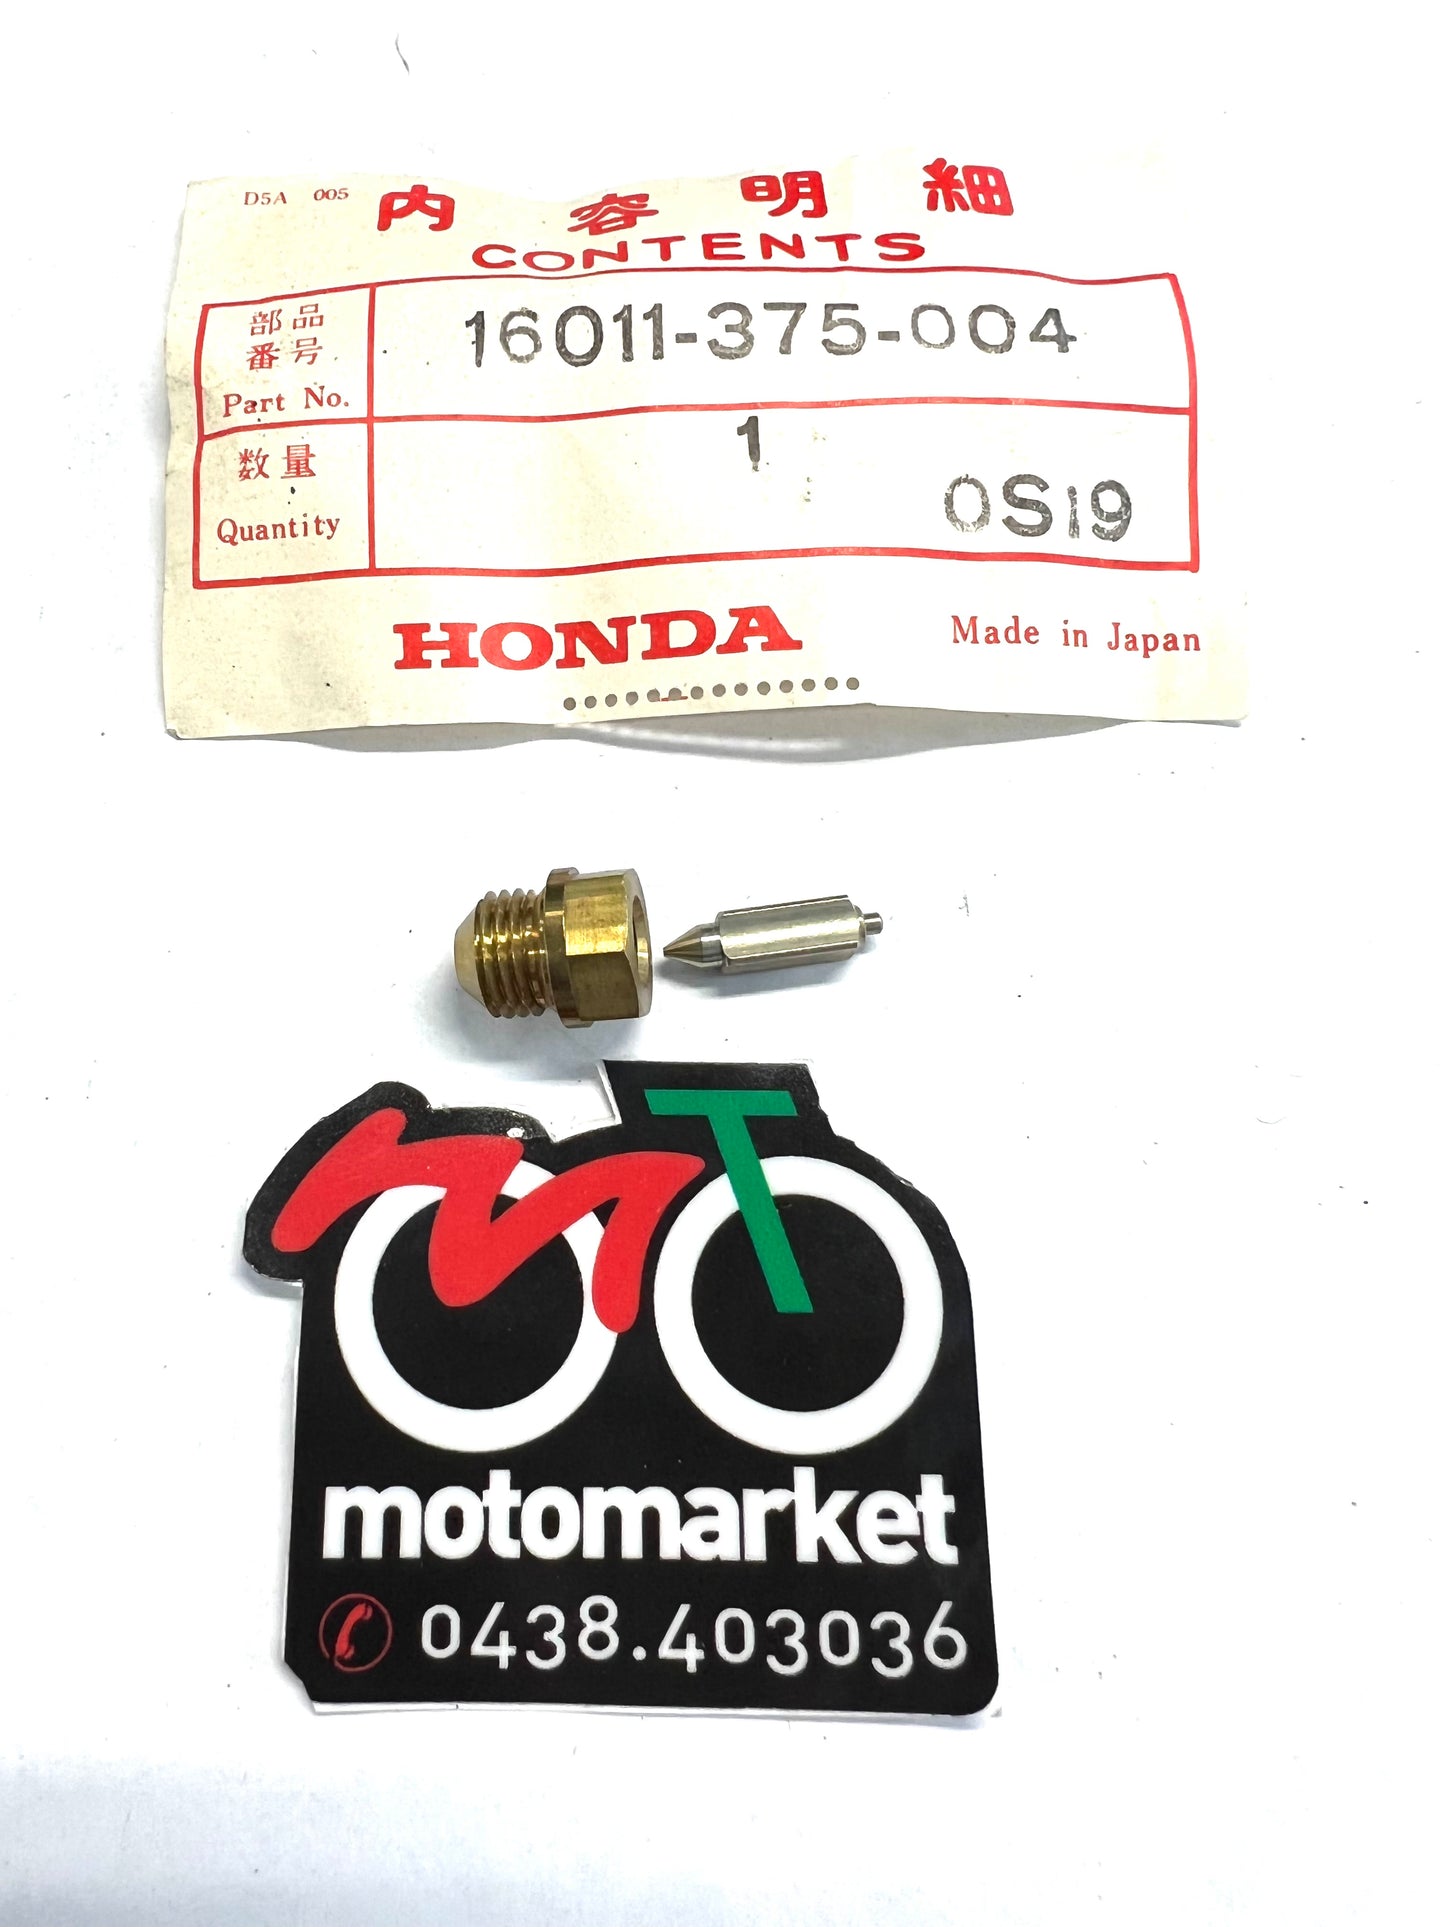 D5A 005
内容明細
CONTENTS
部品
番号
Part No.
16011-375-004
数量
Quantity
1
0S19
HONDA
Made in Japan
mT
motomarket
0438.403036